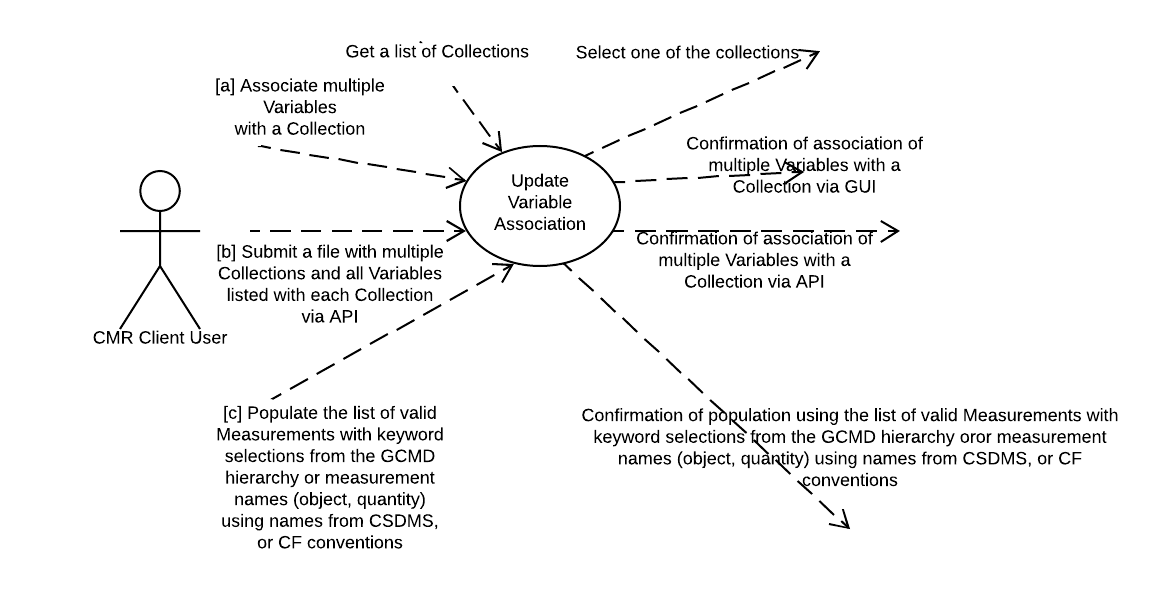 Get a list of Collections
Select one of the collections
[a] Associate multiple
Variables
with a Collection
Confirmation of association of
multiple Variables with a
Collection via GUI
Update
Variable
Association
Confirmation of association of
multiple Variables with a
Collection via API
[b] Submit a file with multiple
Collections and all Variables
listed with each Collection
via API
CMR Client User
[c] Populate the list of valid
Measurements with keyword
selections from the GCMD
hierarchy or measurement
names (object, quantity)
using names from CSDMS,
or CF conventions
Confirmation of population using the list of valid Measurements with
keyword selections from the GCMD hierarchy oror measurement
names (object, quantity) using names from CSDMS, or CF
conventions